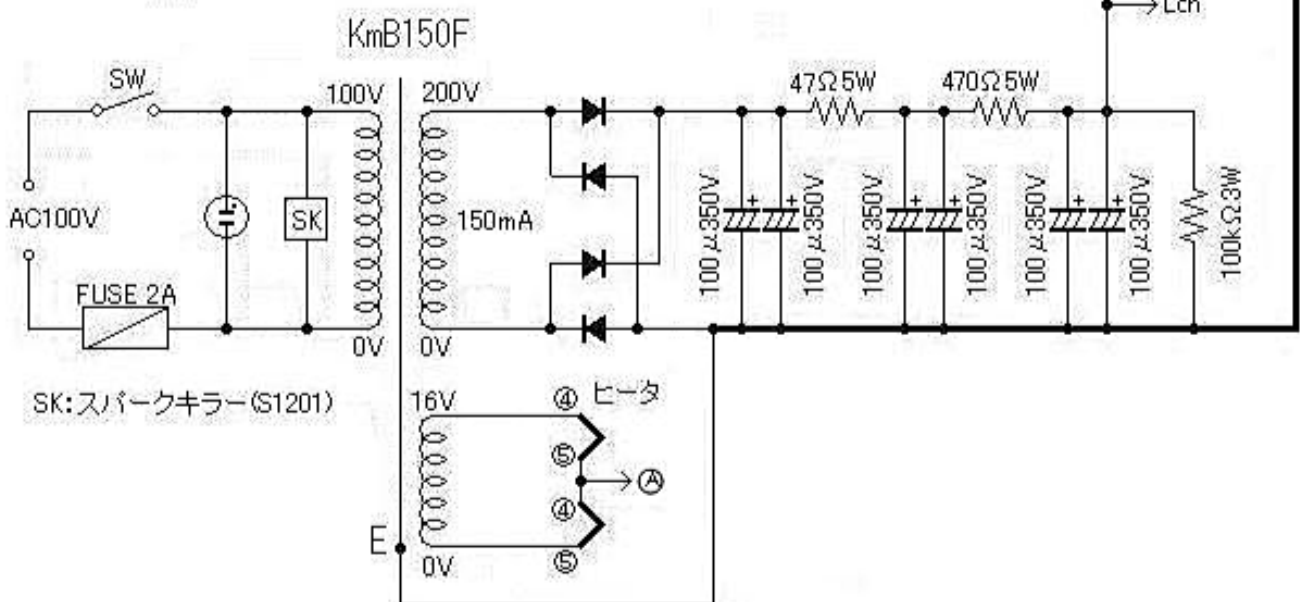 Lch
KmB150F
SW
100V
200V
47Ω5W
470Ω5W
AC100V
SK
150mA
100μ350V
100μ350V
100μ350V
100μ350V
100μ350V
100μ350V
100kΩ3W
FUSE 2A
0V
0V
SK:スパークキラー(S1201)
16V
④
ヒータ
⑤
Ⓐ
④
E
0V
⑤